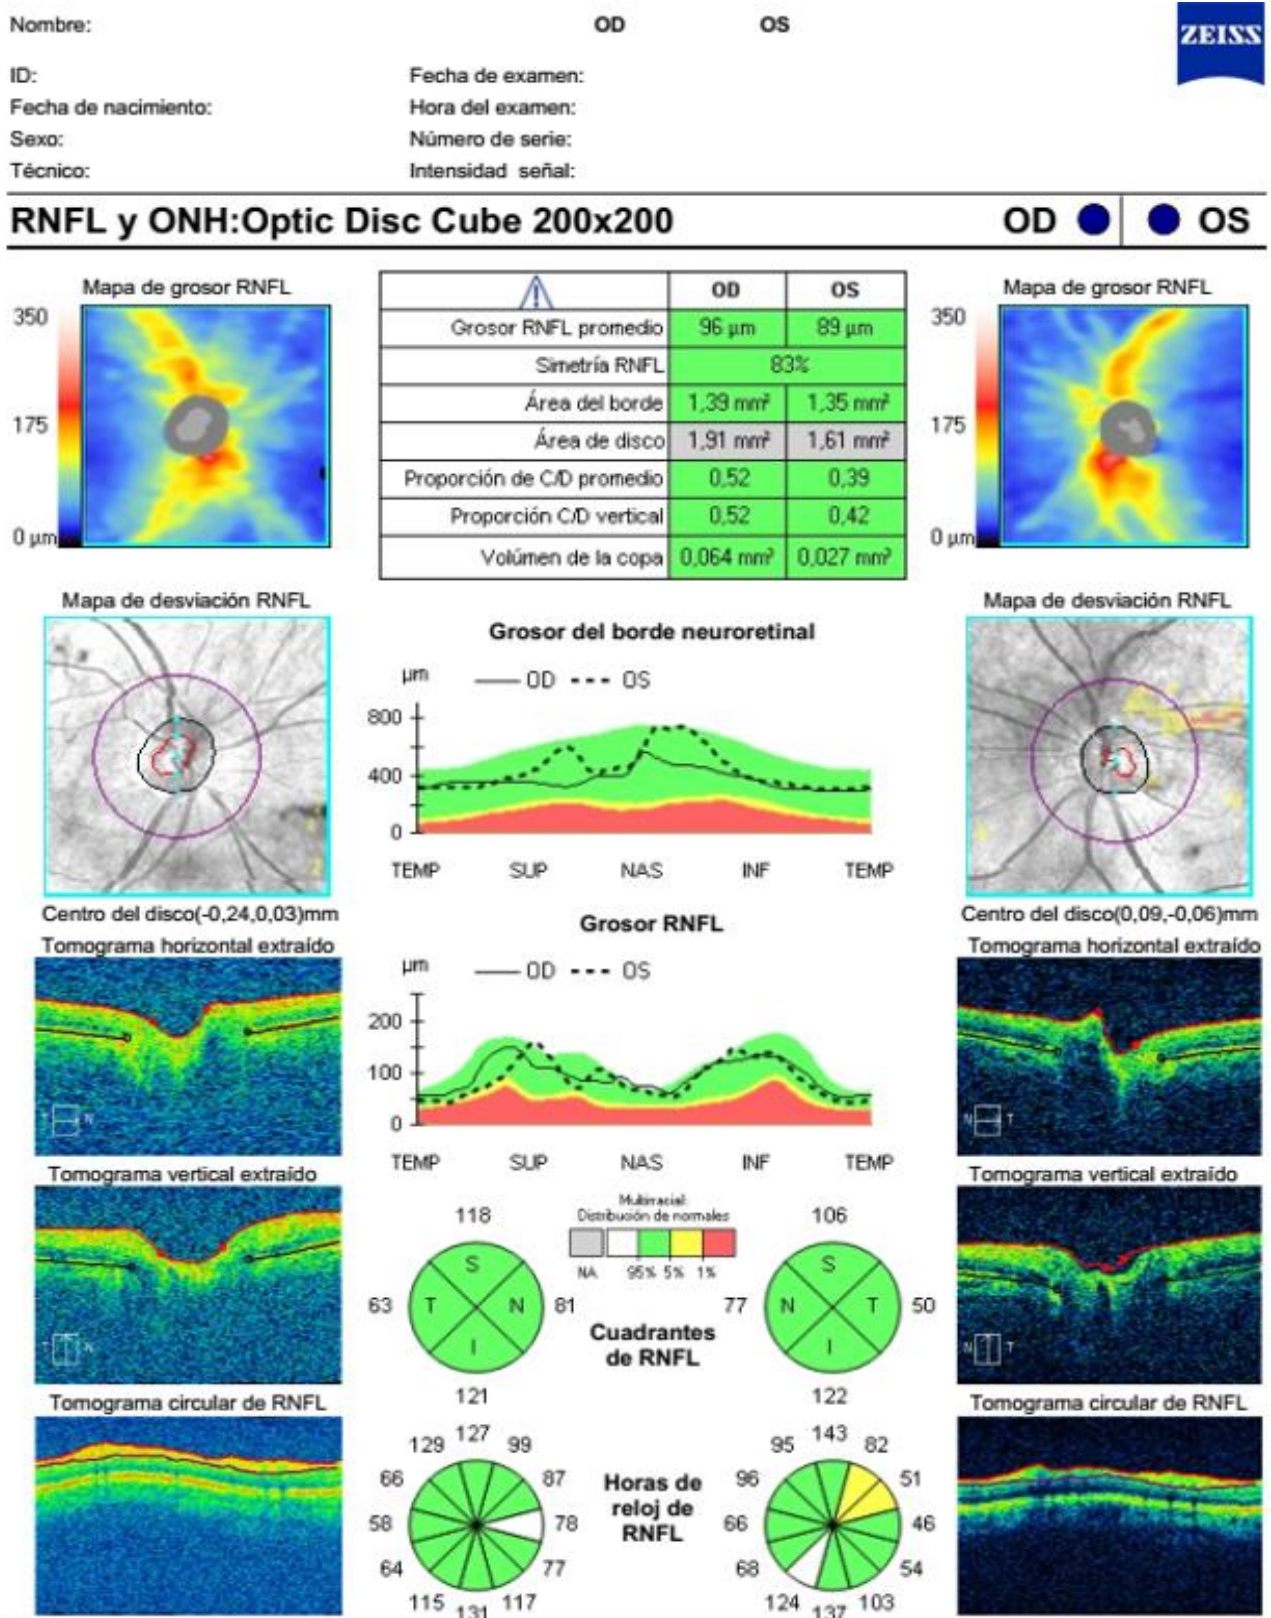 Nombre: OD OS
ZEISS
ID: Fecha de examen:
Fecha de nacimiento: Hora del examen:
Sexo: Número de serie:
Técnico: Intensidad señal:
RNFL y ONH:Optic Disc Cube 200x200 OD OS
Mapa de grosor RNFL
350
175
0 µm
OD OS
Grosor RNFL promedio 96 µm 89 µm
Simetría RNFL 83%
Área del borde 1,39 mm² 1,35 mm²
Área de disco 1,91 mm² 1,61 mm²
Proporción de C/D promedio 0,52 0,39
Proporción C/D vertical 0,52 0,42
Volúmen de la copa 0,064 mm³ 0,027 mm³
Mapa de grosor RNFL
350
175
0 µm
Mapa de desviación RNFL
Centro del disco(-0,24,0,03)mm
Grosor del borde neuroretinal
µm OD OS
800
400
0
TEMP SUP NAS INF TEMP
Mapa de desviación RNFL
Centro del disco(0,09,-0,06)mm
Grosor RNFL
µm OD OS
200
100
0
TEMP SUP NAS INF TEMP
Tomograma horizontal extraído
T N
Tomograma vertical extraído
T N
Tomograma circular de RNFL
Tomograma horizontal extraído
N T
Tomograma vertical extraído
N T
Tomograma circular de RNFL
Multirracial:
Distribución de normales
NA 95% 5% 1%
118
S
63 T N 81
I
121
Cuadrantes
de RNFL
106
S
77 N T 50
I
122
129 127 99
66 87
58 78
64 77
115 131 117
Horas de
reloj de
RNFL
95 143 82
96 51
66 46
68 54
124 137 103